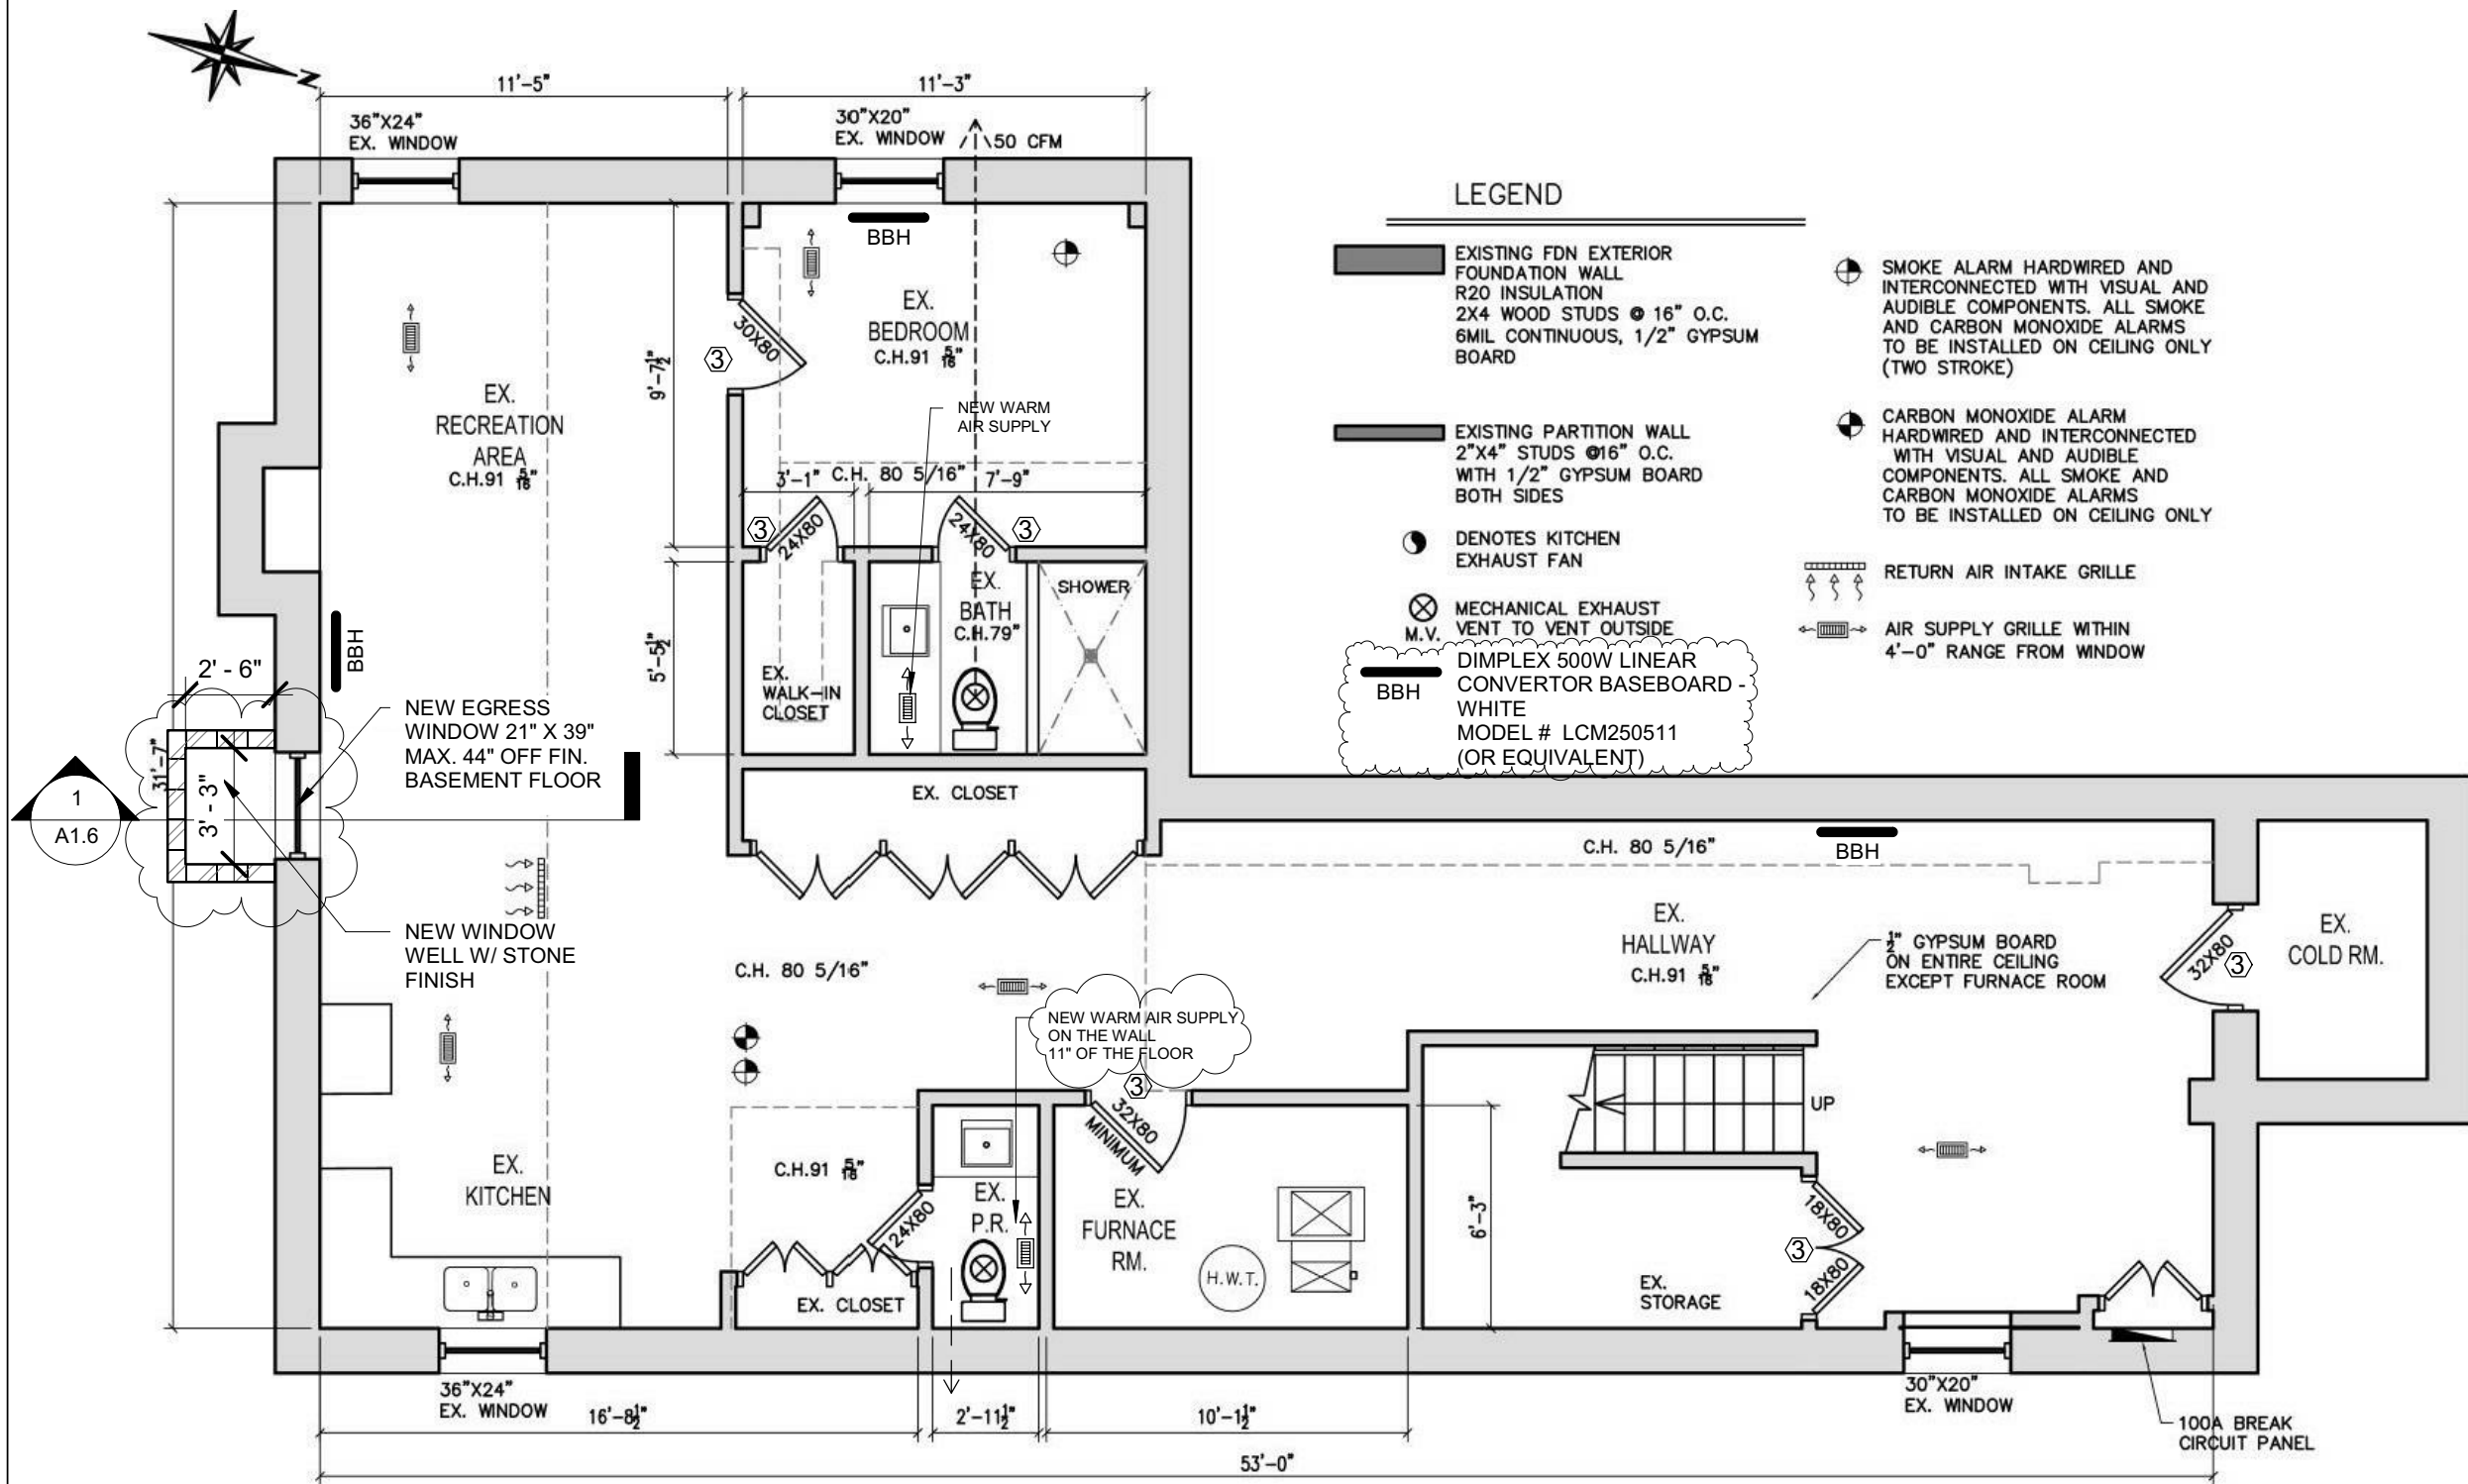 N
11'-5"
11'-3"
36"X24"
EX. WINDOW
30"X20"
EX. WINDOW
50 CFM
BBH
EX.
BEDROOM
C.H.91 5/16"
30X80
3
9'-7 1/2"
EX.
RECREATION
AREA
C.H.91 5/16"
NEW WARM
AIR SUPPLY
3'-1"
C.H. 80 5/16"
7'-9"
3
24X80
24X80
3
5'-5 1/2"
EX.
WALK-IN
CLOSET
EX.
BATH
C.H.79"
SHOWER
BBH
2' - 6"
3' - 3"
31'-7"
1
A1.6
NEW EGRESS
WINDOW 21" X 39"
MAX. 44" OFF FIN.
BASEMENT FLOOR
NEW WINDOW
WELL W/ STONE
FINISH
EX. CLOSET
C.H. 80 5/16"
LEGEND
EXISTING FDN EXTERIOR
FOUNDATION WALL
R20 INSULATION
2X4 WOOD STUDS @ 16" O.C.
6MIL CONTINUOUS, 1/2" GYPSUM
BOARD
EXISTING PARTITION WALL
2"X4" STUDS @16" O.C.
WITH 1/2" GYPSUM BOARD
BOTH SIDES
DENOTES KITCHEN
EXHAUST FAN
M.V.
MECHANICAL EXHAUST
VENT TO VENT OUTSIDE
BBH
DIMPLEX 500W LINEAR
CONVERTOR BASEBOARD -
WHITE
MODEL # LCM250511
(OR EQUIVALENT)
SMOKE ALARM HARDWIRED AND
INTERCONNECTED WITH VISUAL AND
AUDIBLE COMPONENTS. ALL SMOKE
AND CARBON MONOXIDE ALARMS
TO BE INSTALLED ON CEILING ONLY
(TWO STROKE)
CARBON MONOXIDE ALARM
HARDWIRED AND INTERCONNECTED
WITH VISUAL AND AUDIBLE
COMPONENTS. ALL SMOKE AND
CARBON MONOXIDE ALARMS
TO BE INSTALLED ON CEILING ONLY
RETURN AIR INTAKE GRILLE
AIR SUPPLY GRILLE WITHIN
4'-0" RANGE FROM WINDOW
C.H. 80 5/16"
BBH
EX.
HALLWAY
C.H.91 5/16"
1/2" GYPSUM BOARD
ON ENTIRE CEILING
EXCEPT FURNACE ROOM
32X80
3
EX.
COLD RM.
NEW WARM AIR SUPPLY
ON THE WALL
11" OF THE FLOOR
3
32X80
MINIMUM
EX.
FURNACE
RM.
H.W.T.
6'-3"
UP
EX.
STORAGE
18X80
3
18X80
EX.
KITCHEN
C.H.91 5/16"
24X80
EX.
P.R.
EX. CLOSET
36"X24"
EX. WINDOW
16'-8 1/2"
2'-11 1/2"
10'-1 1/2"
30"X20"
EX. WINDOW
100A BREAK
CIRCUIT PANEL
53'-0"